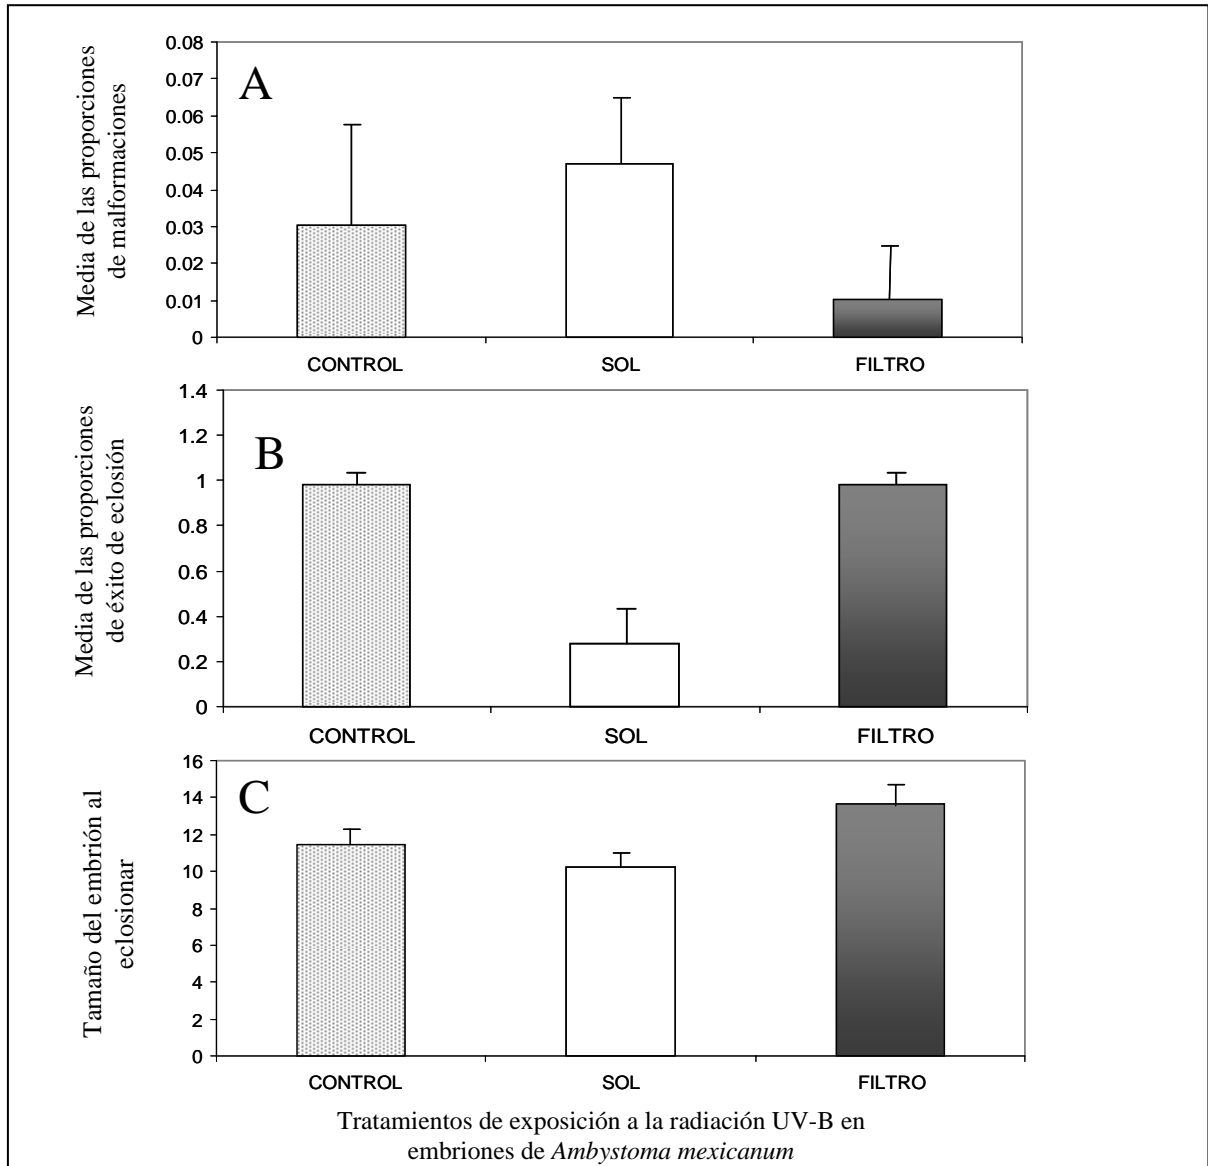 Media de las proporciones
de malformaciones
0.08
0.07
0.06
0.05
0.04
0.03
0.02
0.01
0
A
CONTROL
SOL
FILTRO
Media de las proporciones
de éxito de eclosión
1.4
1.2
1
0.8
0.6
0.4
0.2
0
B
CONTROL
SOL
FILTRO
Tamaño del embrión al
eclosionar
16
14
12
10
8
6
4
2
0
C
CONTROL
SOL
FILTRO
Tratamientos de exposición a la radiación UV-B en
embriones de Ambystoma mexicanum